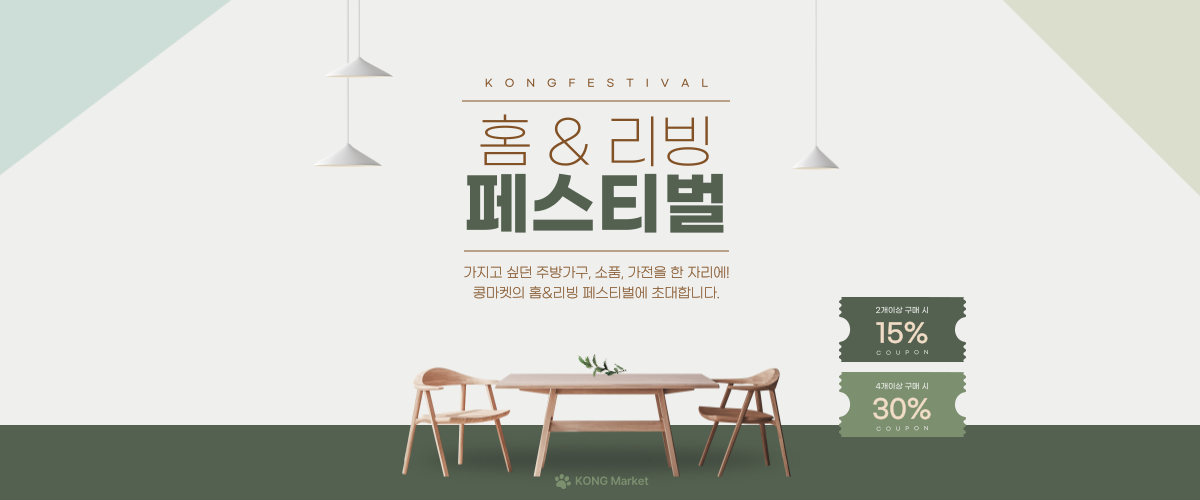 KONGFESTIVAL
홈 & 리빙
페스티벌
가지고 싶던 주방가구, 소품, 가전을 한 자리에!
콩마켓의 홈&리빙 페스티벌에 초대합니다.
2개이상 구매 시
15%
COUPON
4개이상 구매 시
30%
COUPON
KONG Market